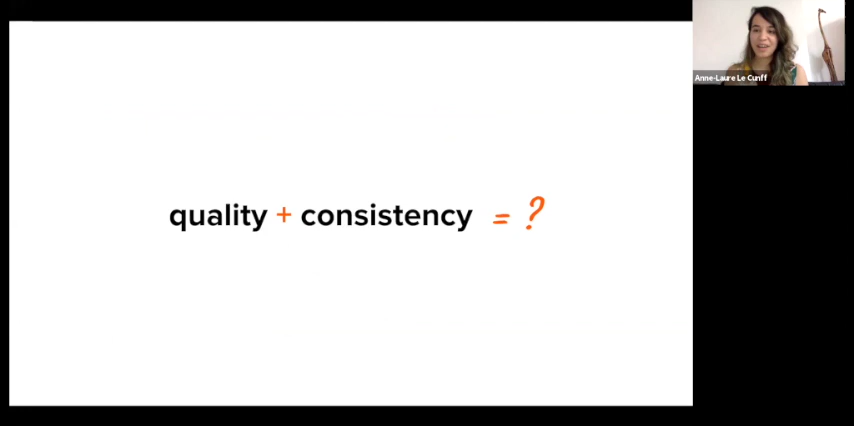 quality + consistency = ?
Anne-Laure Le Cunff